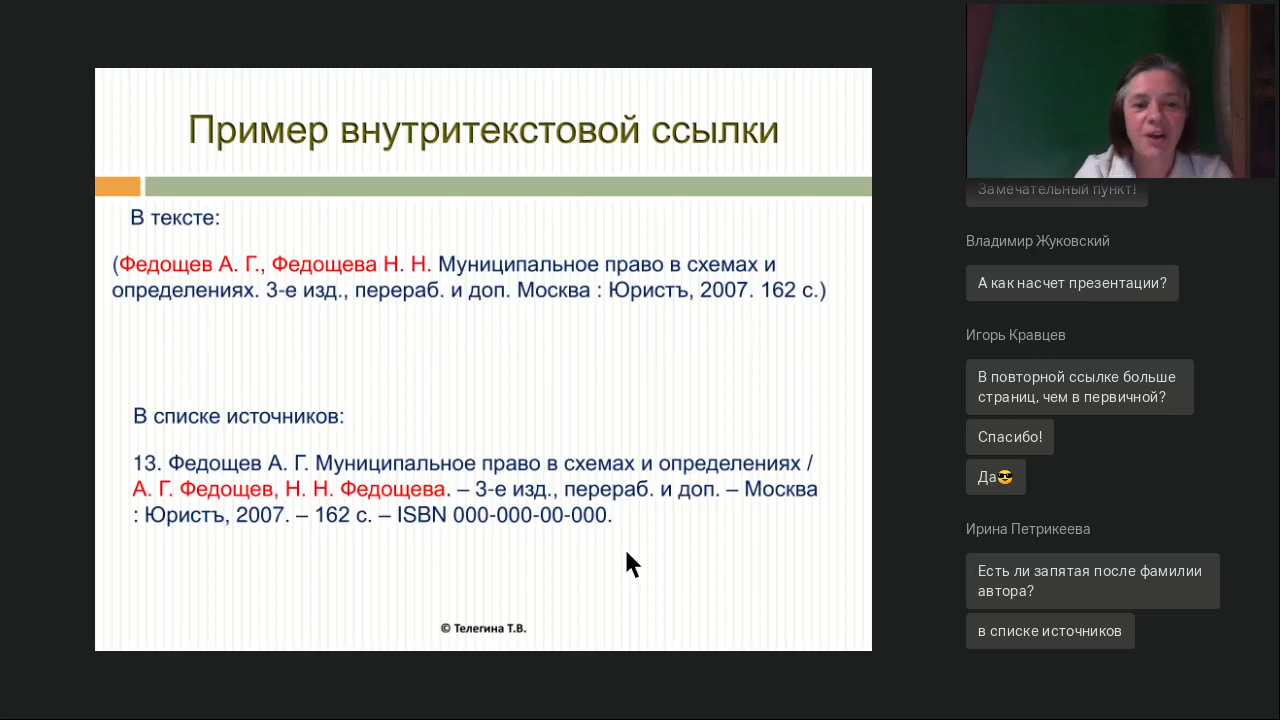 Пример внутритекстовой ссылки
В тексте:
(Федощев А. Г., Федощева Н. Н. Муниципальное право в схемах и
определениях. 3-е изд., перераб. и доп. Москва : Юристъ, 2007. 162 с.)
В списке источников:
13. Федощев А. Г. Муниципальное право в схемах и определениях /
А. Г. Федощев, Н. Н. Федощева. – 3-е изд., перераб. и доп. – Москва
: Юристъ, 2007. – 162 с. – ISBN 000-000-00-000.
© Телегина Т.В.
Замечательный пункт!
Владимир Жуковский
А как насчет презентации?
Игорь Кравцев
В повторной ссылке больше
страниц, чем в первичной?
Спасибо!
Да😎
Ирина Петрикеева
Есть ли запятая после фамилии
автора?
в списке источников